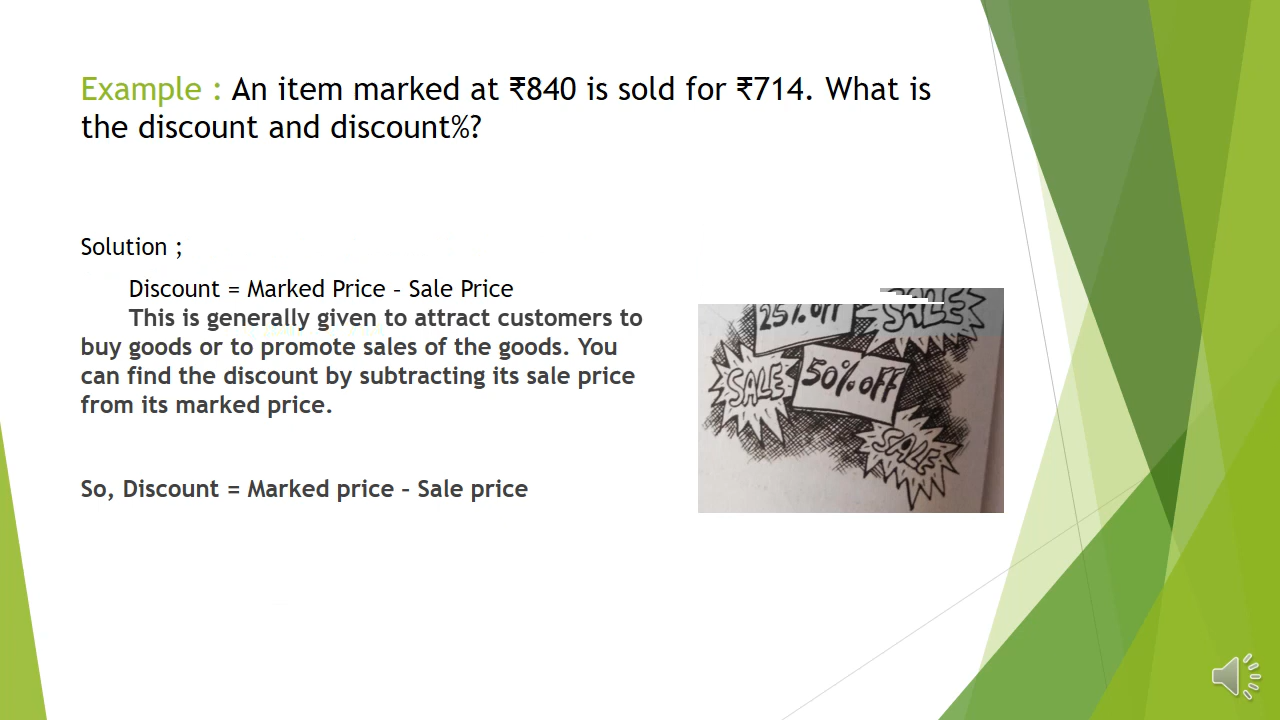 Example : An item marked at ₹840 is sold for ₹714. What is
the discount and discount%?
Solution ;
Discount = Marked Price – Sale Price
This is generally given to attract customers to
buy goods or to promote sales of the goods. You
can find the discount by subtracting its sale price
from its marked price.
So, Discount = Marked price – Sale price
25% off
SALE
SALE
50% OFF
SALE